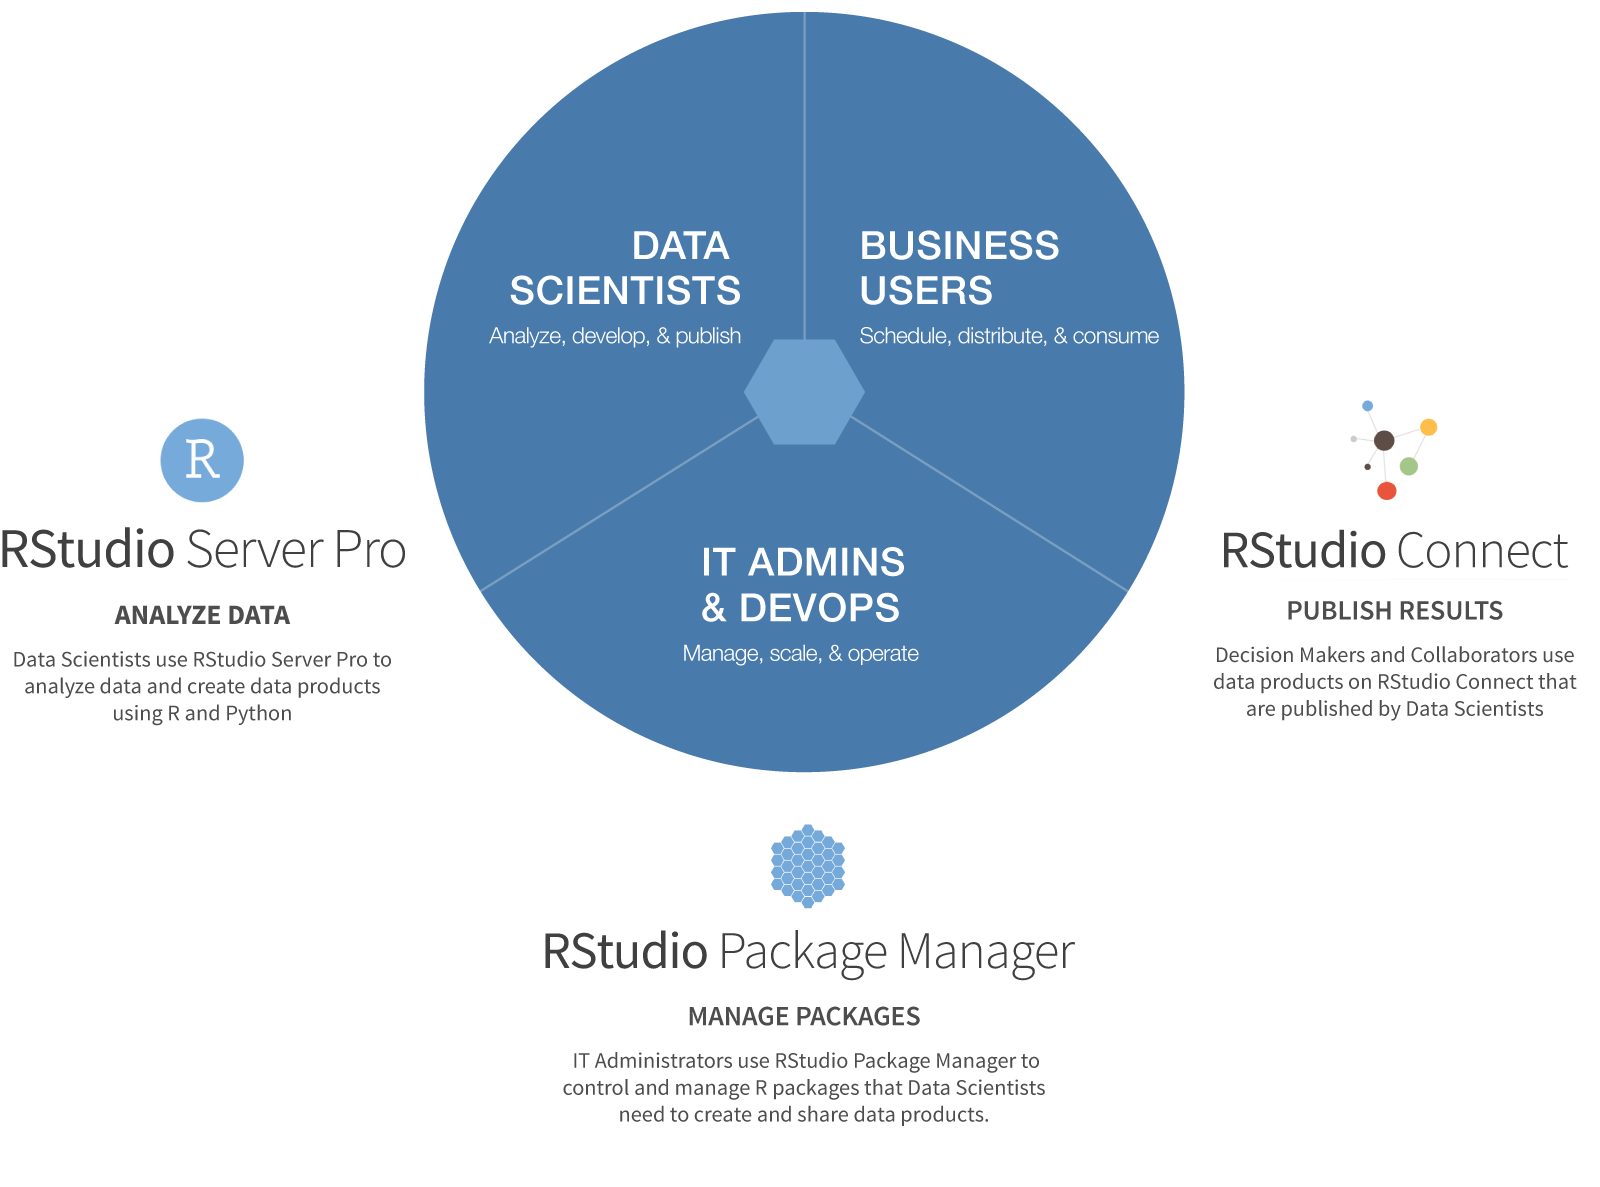 DATA
SCIENTISTS
Analyze, develop, & publish
BUSINESS
USERS
Schedule, distribute, & consume
IT ADMINS
& DEVOPS
Manage, scale, & operate
R
RStudio Server Pro
ANALYZE DATA
Data Scientists use RStudio Server Pro to
analyze data and create data products
using R and Python
RStudio Connect
PUBLISH RESULTS
Decision Makers and Collaborators use
data products on RStudio Connect that
are published by Data Scientists
RStudio Package Manager
MANAGE PACKAGES
IT Administrators use RStudio Package Manager to
control and manage R packages that Data Scientists
need to create and share data products.